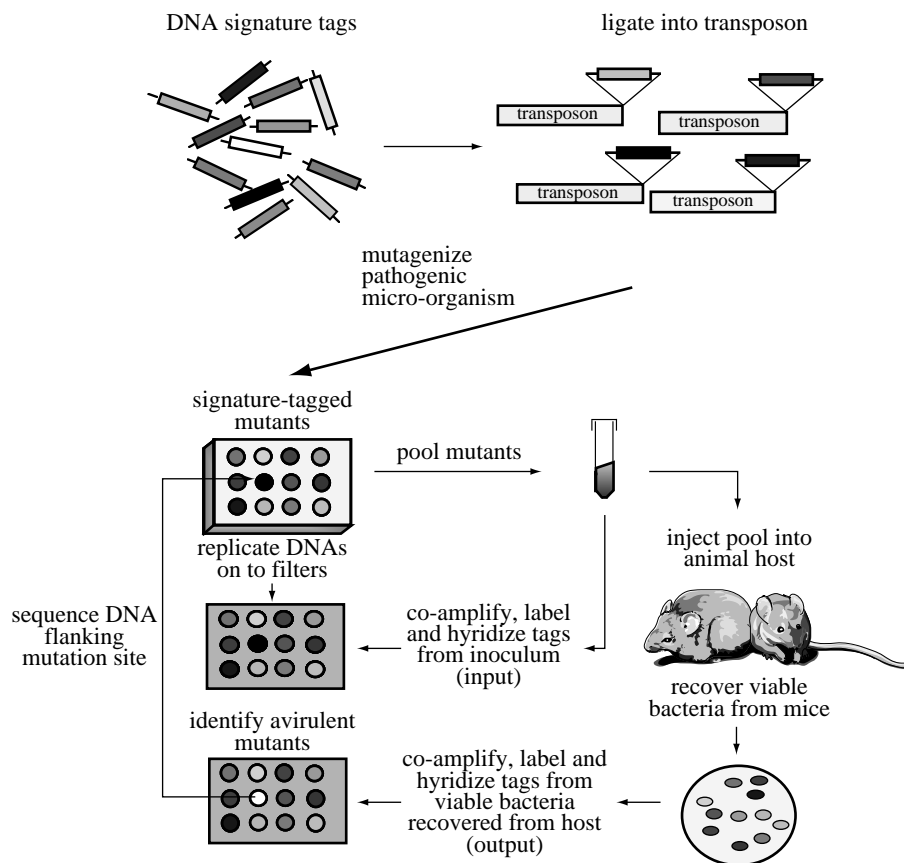 DNA signature tags
ligate into transposon
transposon
transposon
transposon
transposon
mutagenize
pathogenic
micro-organism
signature-tagged
mutants
pool mutants
inject pool into
animal host
replicate DNAs
on to filters
sequence DNA
flanking
mutation site
co-amplify, label
and hyridize tags
from inoculum
(input)
recover viable
bacteria from mice
identify avirulent
mutants
co-amplify, label and
hyridize tags from
viable bacteria
recovered from host
(output)